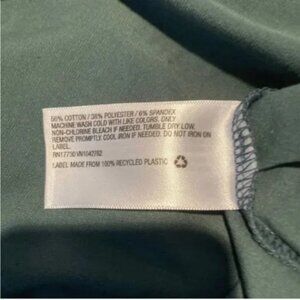 56% COTTON / 38% POLYESTER / 6% SPANDEX
MACHINE WASH COLD WITH LIKE COLORS. ONLY
NON-CHLORINE BLEACH IF NEEDED. TUMBLE DRY LOW.
REMOVE PROMPTLY. COOL IRON IF NEEDED. DO NOT IRON ON
LABEL.
RN17730 VN1042782
LABEL MADE FROM 100% RECYCLED PLASTIC